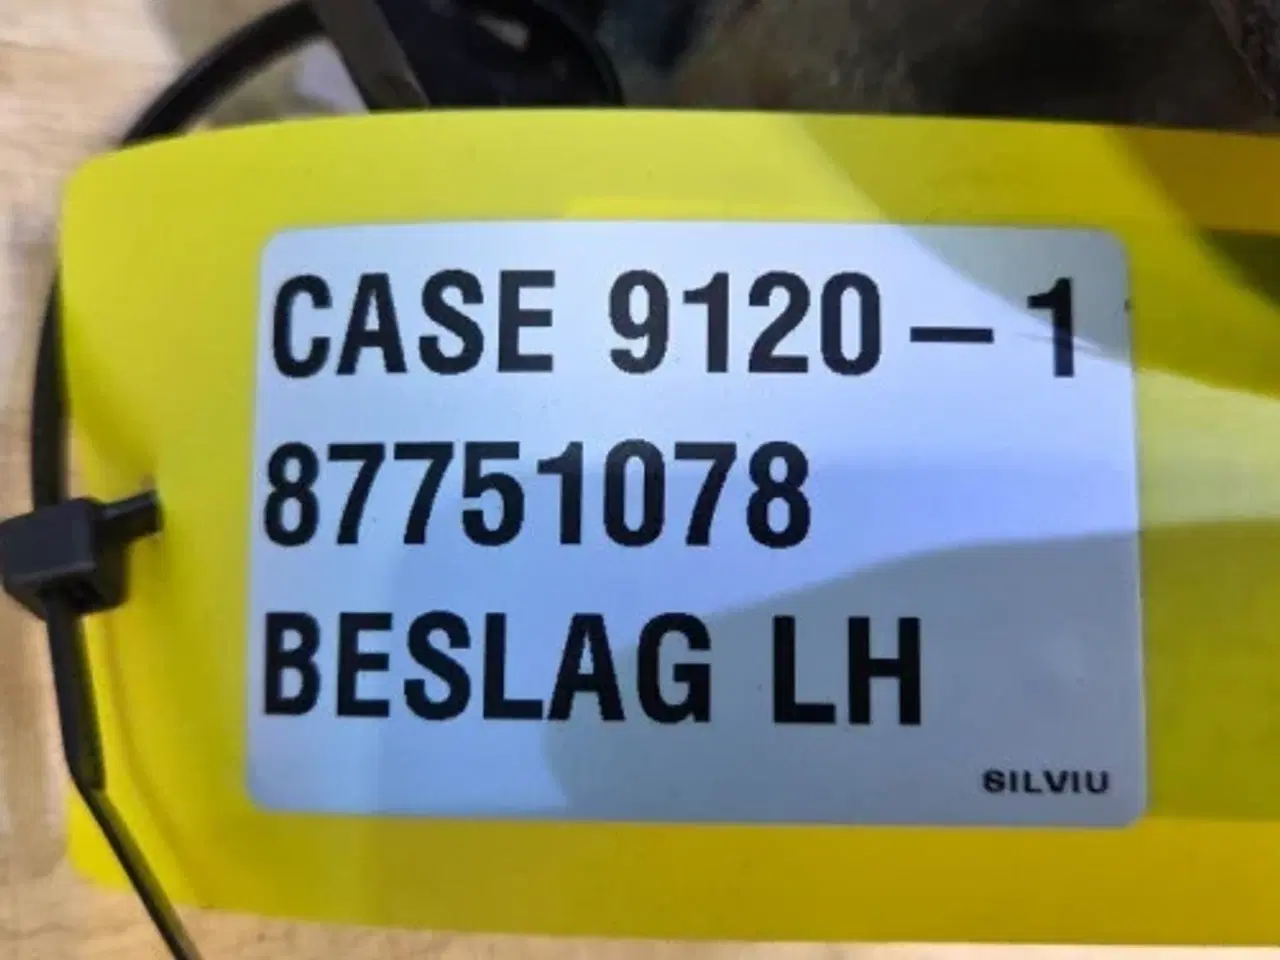 CASE 9120 – 1
87751078
BESLAG LH
SILVIU